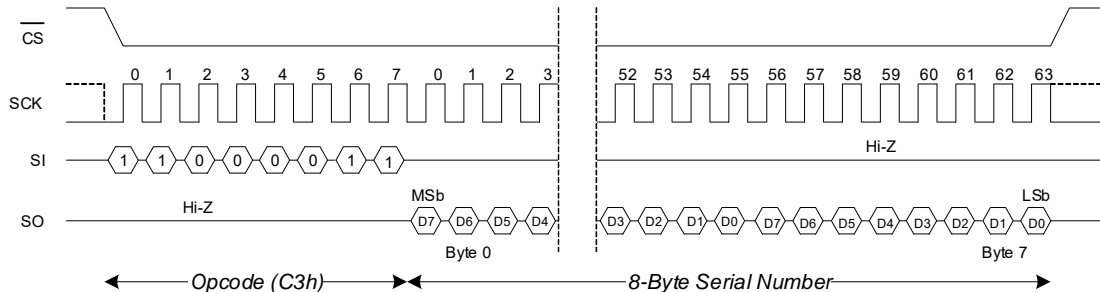 CS
0 1 2 3 4 5 6 7 0 1 2 3 52 53 54 55 56 57 58 59 60 61 62 63
SCK
Hi-Z
SI 1 1 0 0 0 0 1 1
MSb LSb
Hi-Z
SO D7 D6 D5 D4 D3 D2 D1 D0 D7 D6 D5 D4 D3 D2 D1 D0
Byte 0 Byte 7
Opcode (C3h) 8-Byte Serial Number